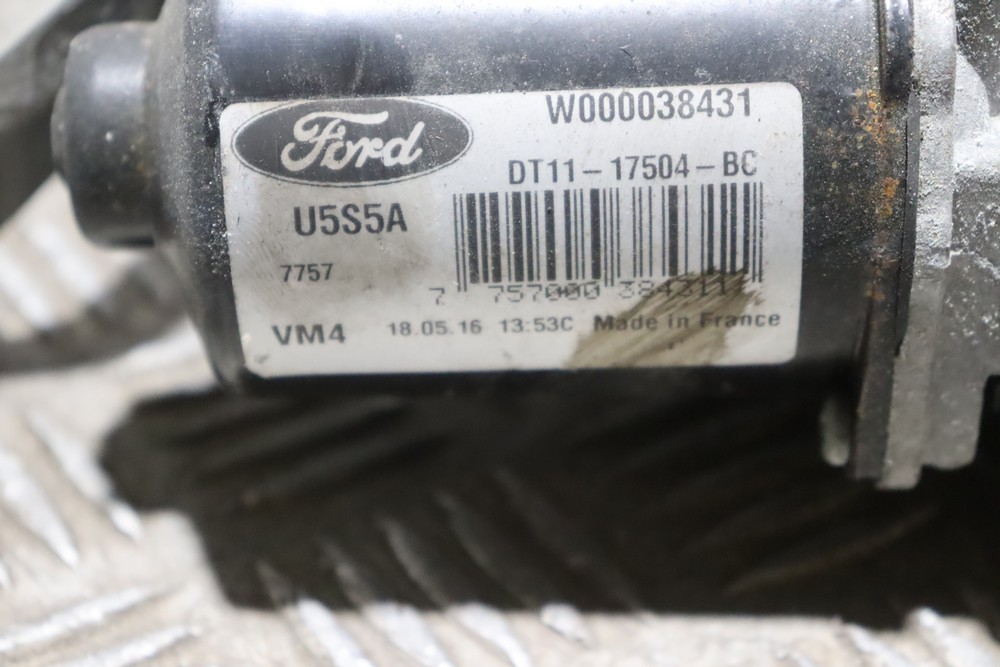 Ford
W000038431
DT11-17504-BC
U5S5A
7757
7 757000 384311
VM4 18.05.16 13:53C Made in France